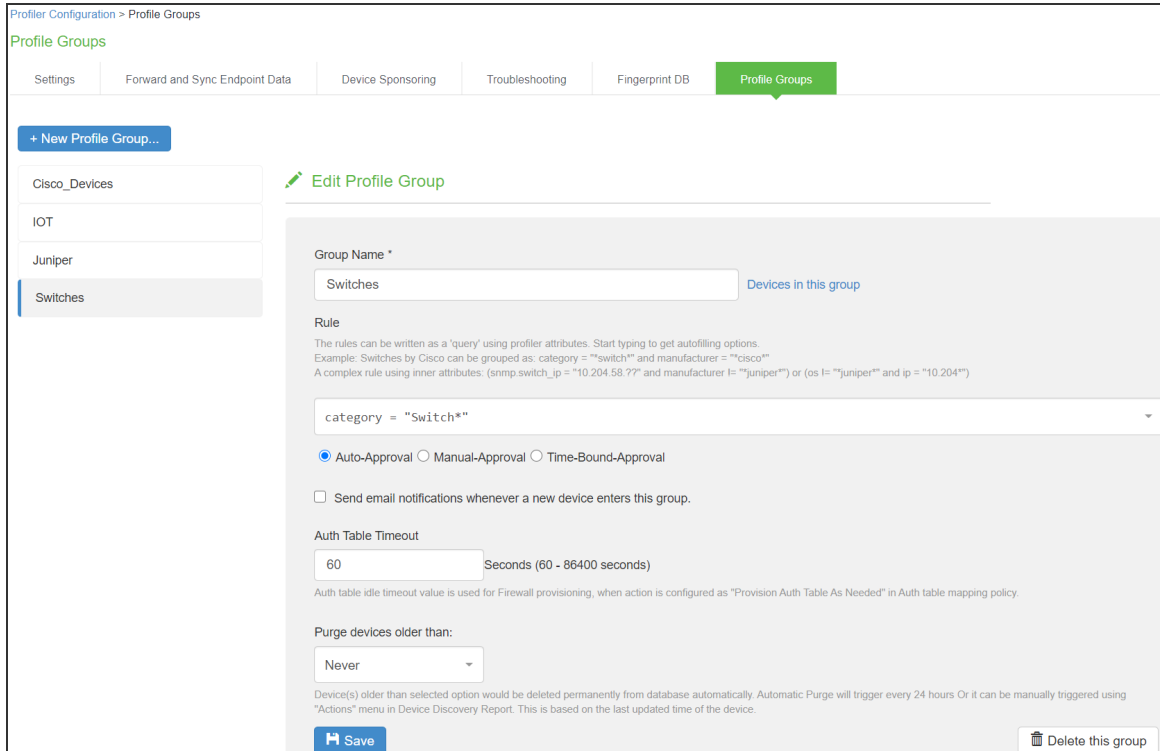 Profiler Configuration > Profile Groups
Profile Groups
Settings
Forward and Sync Endpoint Data
Device Sponsoring
Troubleshooting
Fingerprint DB
Profile Groups
+ New Profile Group...
Cisco_Devices
IOT
Juniper
Switches
Edit Profile Group
Group Name *
Switches
Devices in this group
Rule
The rules can be written as a 'query' using profiler attributes. Start typing to get autofilling options.
Example: Switches by Cisco can be grouped as: category = "*switch*" and manufacturer = "*cisco*"
A complex rule using inner attributes: (snmp.switch_ip = "10.204.58.??" and manufacturer != "*juniper*") or (os != "*juniper*" and ip = "10.204*")
category = "Switch*"
Auto-Approval Manual-Approval Time-Bound-Approval
Send email notifications whenever a new device enters this group.
Auth Table Timeout
60 Seconds (60 - 86400 seconds)
Auth table idle timeout value is used for Firewall provisioning, when action is configured as "Provision Auth Table As Needed" in Auth table mapping policy.
Purge devices older than:
Never
Device(s) older than selected option would be deleted permanently from database automatically. Automatic Purge will trigger every 24 hours Or it can be manually triggered using
"Actions" menu in Device Discovery Report. This is based on the last updated time of the device.
Save
Delete this group